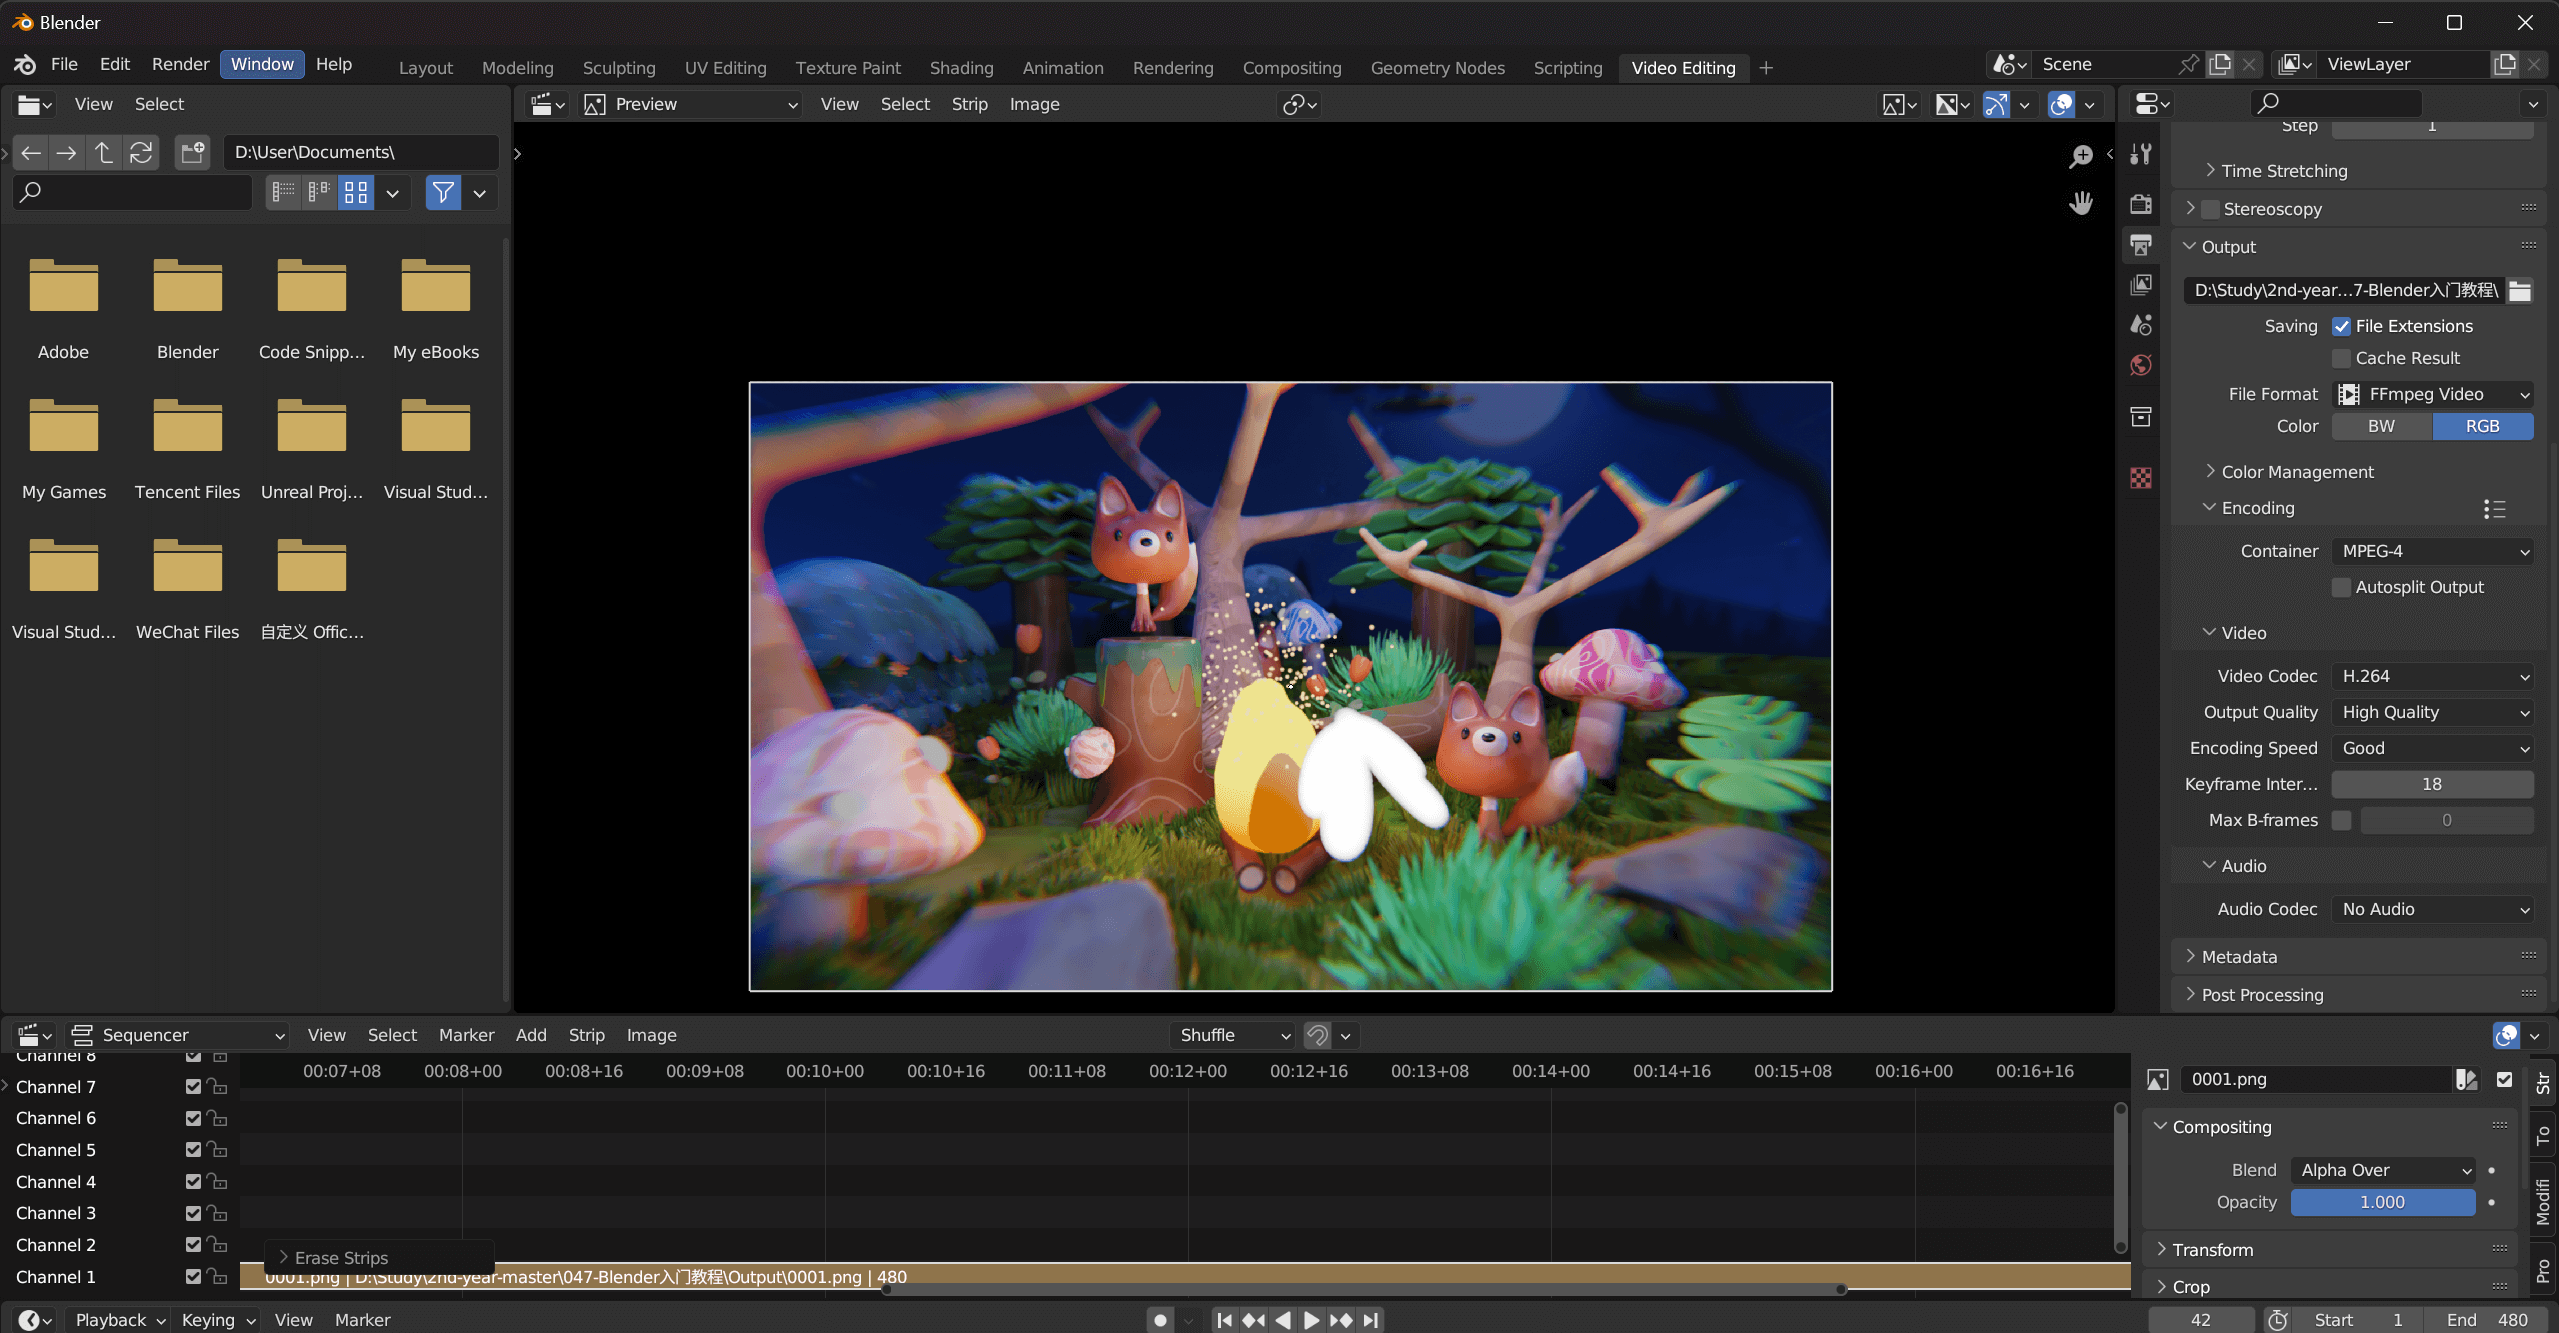 Blender
File Edit Render Window Help Layout Modeling Sculpting UV Editing Texture Paint Shading Animation Rendering Compositing Geometry Nodes Scripting Video Editing + Scene ViewLayer
View Select
Preview View Select Strip Image
D:\User\Documents\
Adobe Blender Code Snipp... My eBooks
My Games Tencent Files Unreal Proj... Visual Stud...
Visual Stud... WeChat Files 自定义 Offic...
Step 1
Time Stretching
Stereoscopy
Output
D:\Study\2nd-year...7-Blender入门教程\
Saving File Extensions
Cache Result
File Format FFmpeg Video
Color BW RGB
Color Management
Encoding
Container MPEG-4
Autosplit Output
Video
Video Codec H.264
Output Quality High Quality
Encoding Speed Good
Keyframe Inter... 18
Max B-frames 0
Audio
Audio Codec No Audio
Metadata
Post Processing
Sequencer View Select Marker Add Strip Image Shuffle
00:07+08 00:08+00 00:08+16 00:09+08 00:10+00 00:10+16 00:11+08 00:12+00 00:12+16 00:13+08 00:14+00 00:14+16 00:15+08 00:16+00 00:16+16
Channel 8
Channel 7
Channel 6
Channel 5
Channel 4
Channel 3
Channel 2
Channel 1
Erase Strips
0001.png | D:\Study\2nd-year-master\047-Blender入门教程\Output\0001.png | 480
0001.png
Compositing
Blend Alpha Over
Opacity 1.000
Transform
Crop
Str
To
Modifi
Pro
Playback Keying View Marker 42 Start 1 End 480